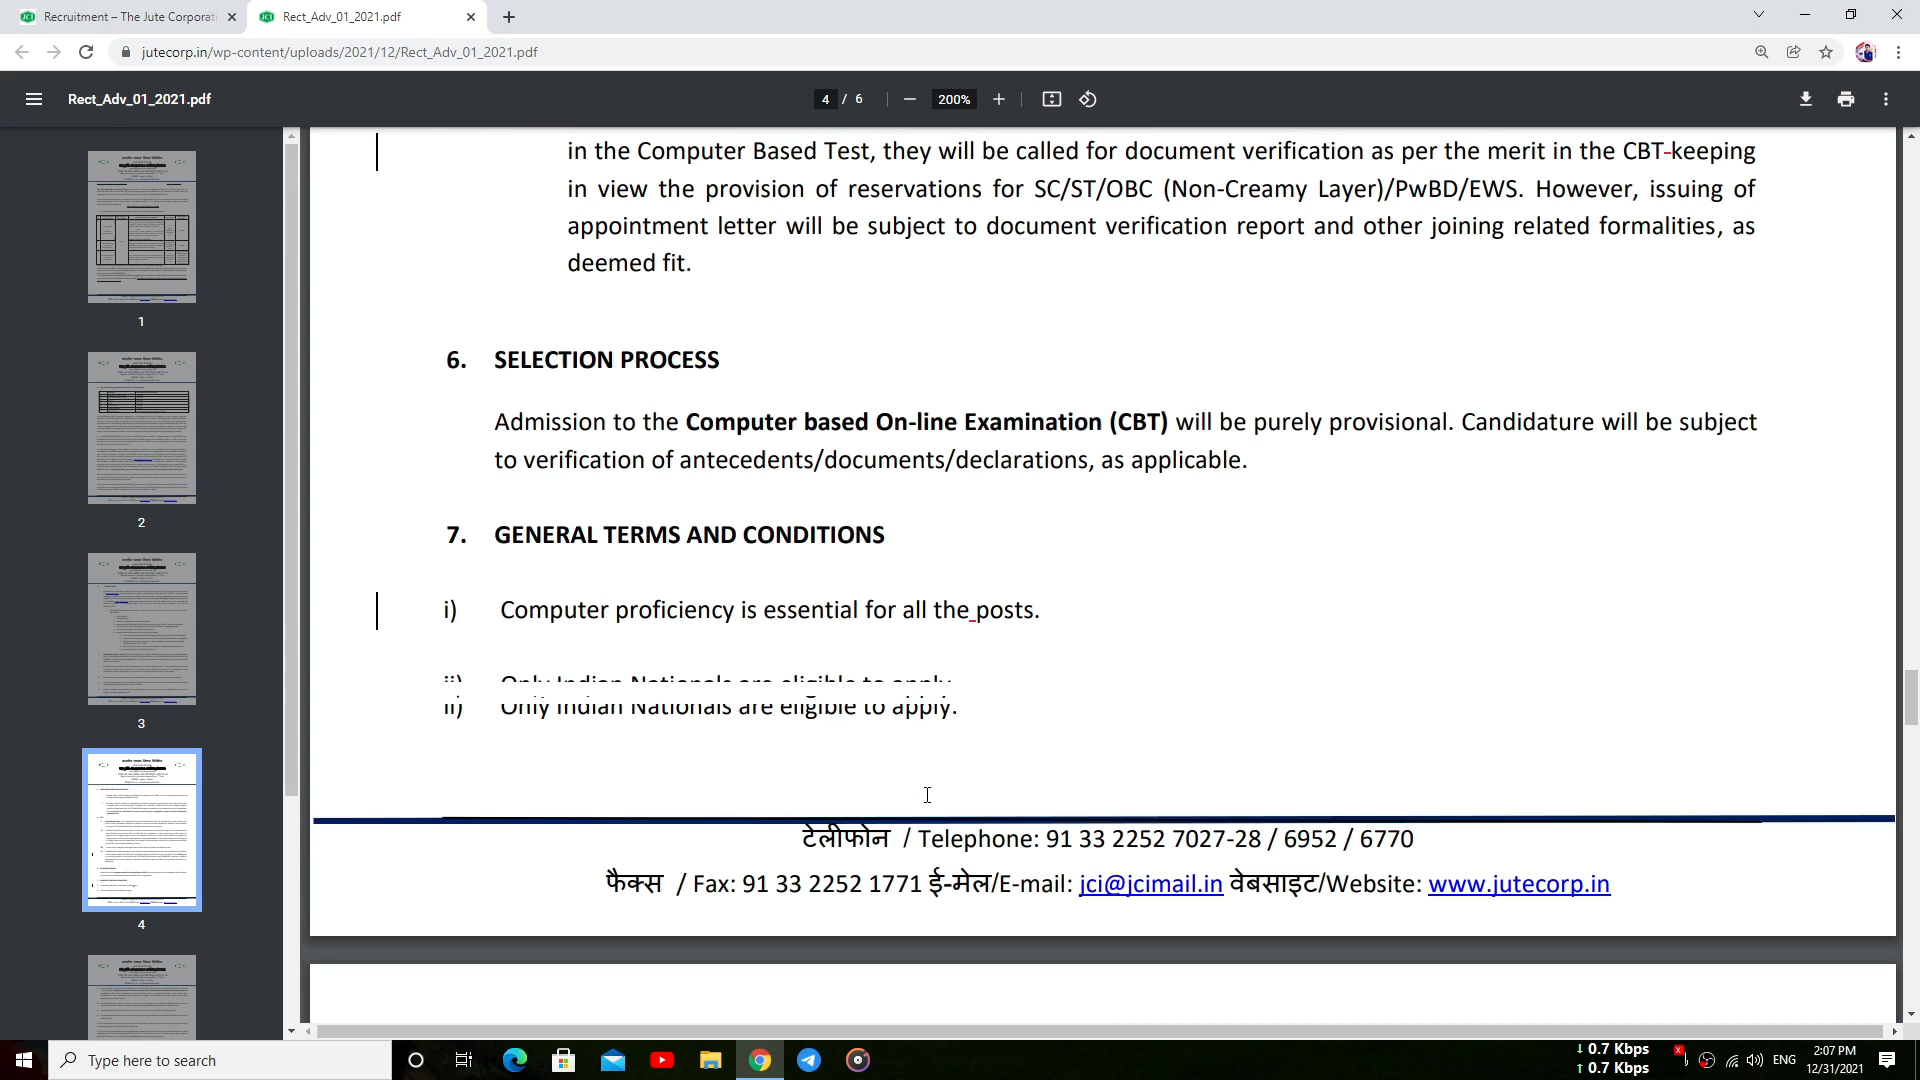 Recruitment – The Jute Corporati
Rect_Adv_01_2021.pdf
jutecorp.in/wp-content/uploads/2021/12/Rect_Adv_01_2021.pdf
Rect_Adv_01_2021.pdf
4 / 6
200%
in the Computer Based Test, they will be called for document verification as per the merit in the CBT-keeping
in view the provision of reservations for SC/ST/OBC (Non-Creamy Layer)/PwBD/EWS. However, issuing of
appointment letter will be subject to document verification report and other joining related formalities, as
deemed fit.
6. SELECTION PROCESS
Admission to the Computer based On-line Examination (CBT) will be purely provisional. Candidature will be subject
to verification of antecedents/documents/declarations, as applicable.
7. GENERAL TERMS AND CONDITIONS
i) Computer proficiency is essential for all the posts.
ii) Only Indian Nationals are eligible to apply.
टेलीफोन / Telephone: 91 33 2252 7027-28 / 6952 / 6770
फैक्स / Fax: 91 33 2252 1771 ई-मेल/E-mail: jci@jcimail.in वेबसाइट/Website: www.jutecorp.in
1
2
3
4
Type here to search
0.7 Kbps
0.7 Kbps
ENG
2:07 PM
12/31/2021